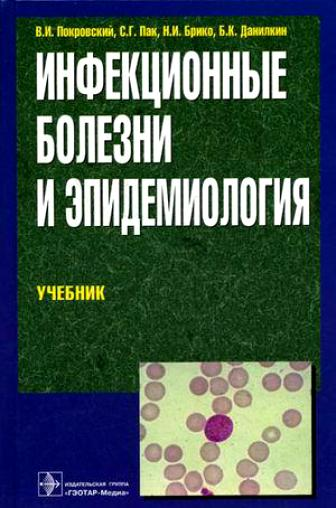 В.И. Покровский, С.Г. Пак, Н.И. Брико, Б.К. Данилкин
ИНФЕКЦИОННЫЕ
БОЛЕЗНИ
И ЭПИДЕМИОЛОГИЯ
УЧЕБНИК
ИЗДАТЕЛЬСКАЯ ГРУППА
«ГЭОТАР-Медиа»